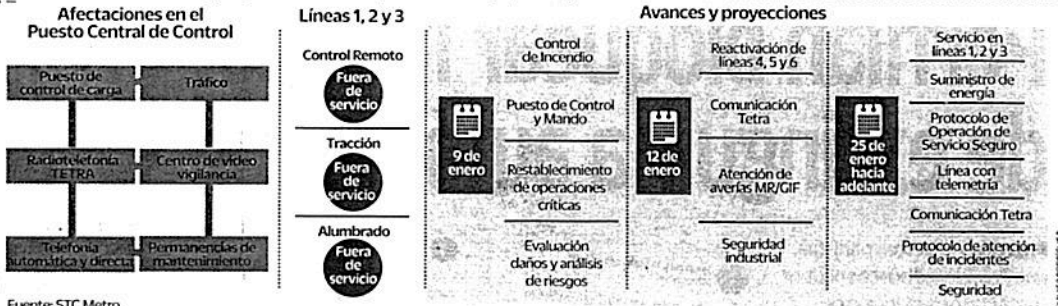 Afectaciones en el
Puesto Central de Control
Puesto de
control de carga
Tráfico
Radiotelefonía
TETRA
Centro de video
vigilancia
Telefonía
automática y directa
Permanencias de
mantenimiento
Fuente: STC Metro
Líneas 1, 2 y 3
Control Remoto
Fuera
de
servicio
Tracción
Fuera
de
servicio
Alumbrado
Fuera
de
servicio
Avances y proyecciones
9 de
enero
Control
de Incendio
Puesto de Control
y Mando
Restablecimiento
de operaciones
críticas
Evaluación
daños y análisis
de riesgos
12 de
enero
Reactivación de
líneas 4, 5 y 6
Comunicación
Tetra
Atención de
averías MR/GIF
Seguridad
industrial
25 de
enero
hacia
adelante
Servicio en
líneas 1, 2 y 3
Suministro de
energía
Protocolo de
Operación de
Servicio Seguro
Línea con
telemetría
Comunicación Tetra
Protocolo de atención
de incidentes
Seguridad